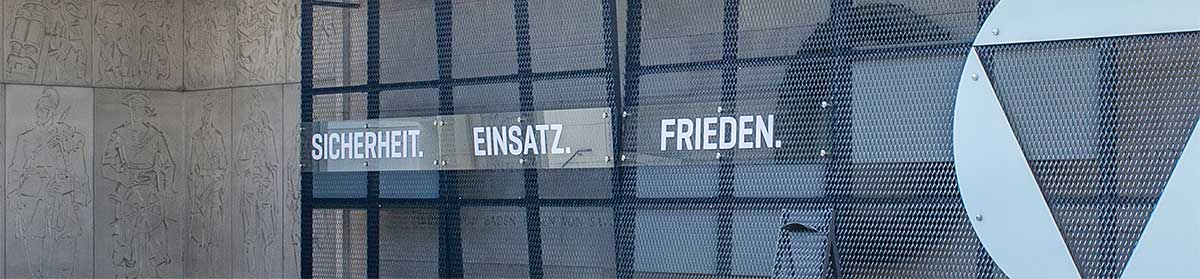 SICHERHEIT. EINSATZ. FRIEDEN.